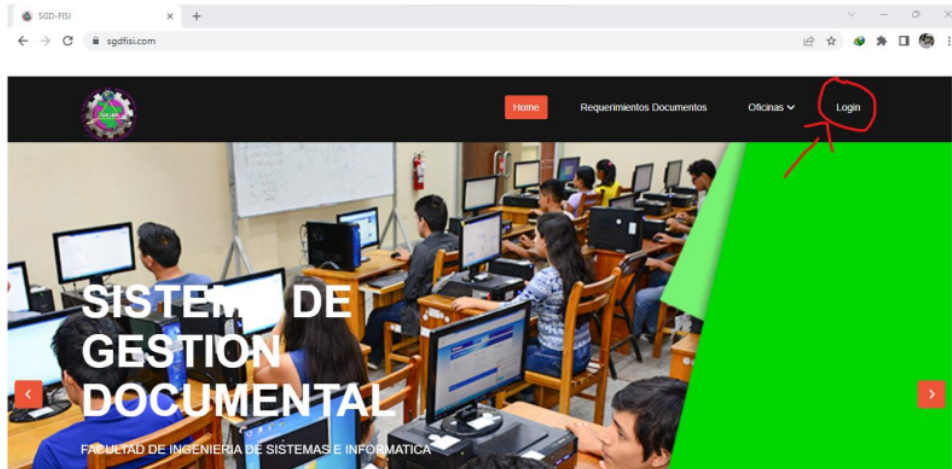 SGD-FISI
sgdfisi.com
Home
Requerimientos Documentos
Oficinas
Login
SISTEMA DE
GESTION
DOCUMENTAL
FACULTAD DE INGENIERIA DE SISTEMAS E INFORMATICA